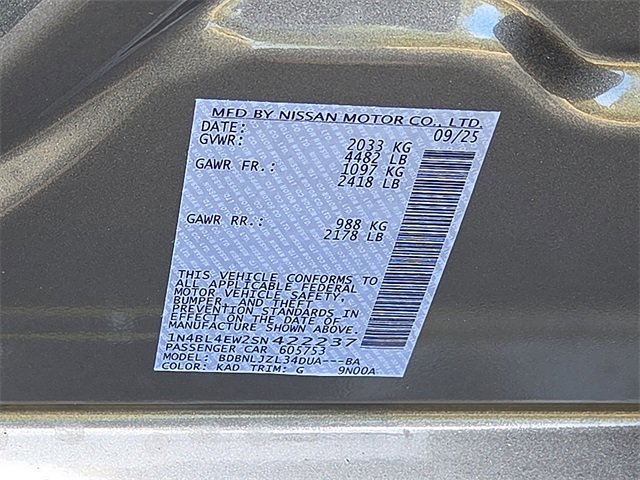 MFD BY NISSAN MOTOR CO., LTD.
DATE: 09/25
GVWR: 2033 KG
4482 LB
GAWR FR.: 1097 KG
2418 LB
GAWR RR.: 988 KG
2178 LB
THIS VEHICLE CONFORMS TO
ALL APPLICABLE FEDERAL
MOTOR VEHICLE SAFETY,
BUMPER, AND THEFT
PREVENTION STANDARDS IN
EFFECT ON THE DATE OF
MANUFACTURE SHOWN ABOVE.
1N4BL4EW2SN422237
PASSENGER CAR 605753
MODEL: BDBNLJZL34DUA---BA
COLOR: KAD TRIM: G 9N00A